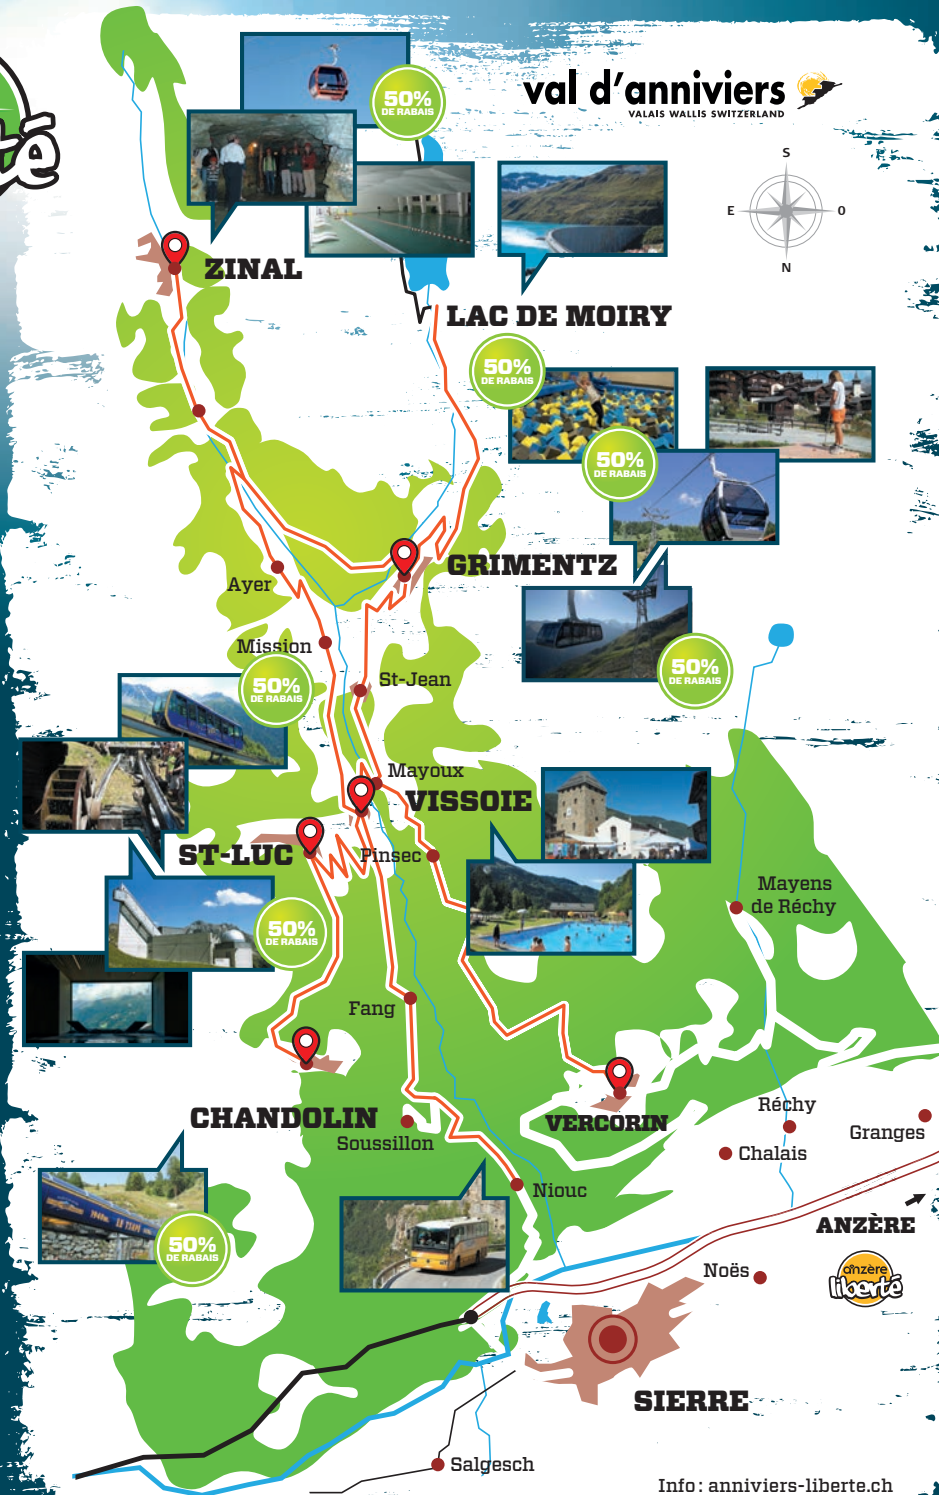 té
50%
DE RABAIS
val d'anniviers
VALAIS WALLIS SWITZERLAND
S
E
O
N
ZINAL
LAC DE MOIRY
50%
DE RABAIS
50%
DE RABAIS
GRIMENTZ
Ayer
Mission
50%
DE RABAIS
St-Jean
50%
DE RABAIS
Mayoux
VISSOIE
ST-LUC
Pinsec
Mayens
de Réchy
50%
DE RABAIS
Fang
CHANDOLIN
Soussillon
VERCORIN
Réchy
Granges
Chalais
Niouc
LE TSAPÉ
50%
DE RABAIS
ANZÈRE
anzère
liberté
Noës
SIERRE
Salgesch
Info: anniviers-liberte.ch